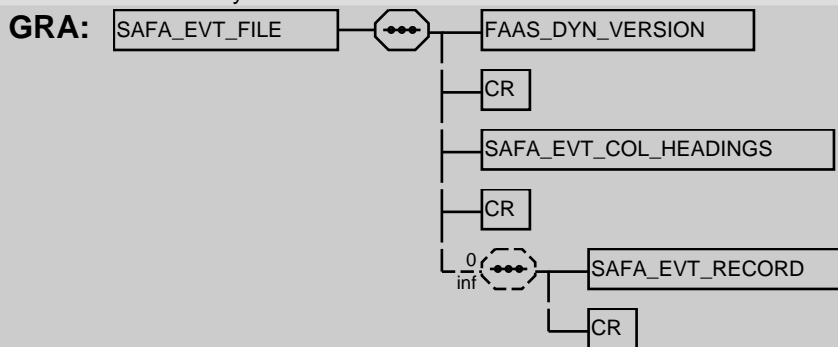 GRA: SAFA_EVT_FILE FAAS_DYN_VERSION
CR
SAFA_EVT_COL_HEADINGS
CR
0
inf
SAFA_EVT_RECORD
CR